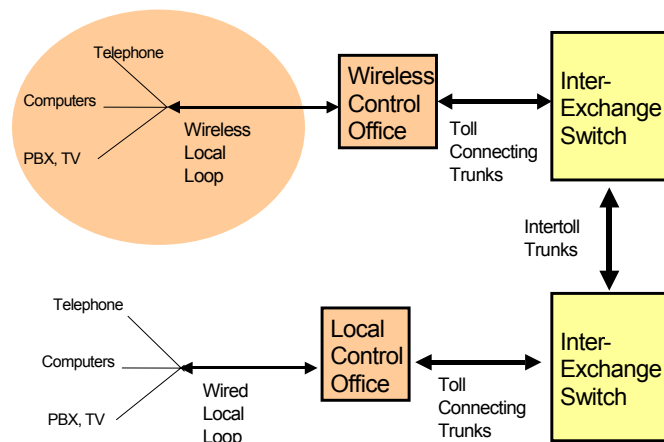 Telephone
Computers
PBX, TV
Wireless
Local
Loop
Wireless
Control
Office
Toll
Connecting
Trunks
Inter-
Exchange
Switch
Intertoll
Trunks
Telephone
Computers
PBX, TV
Wired
Local
Loop
Local
Control
Office
Toll
Connecting
Trunks
Inter-
Exchange
Switch